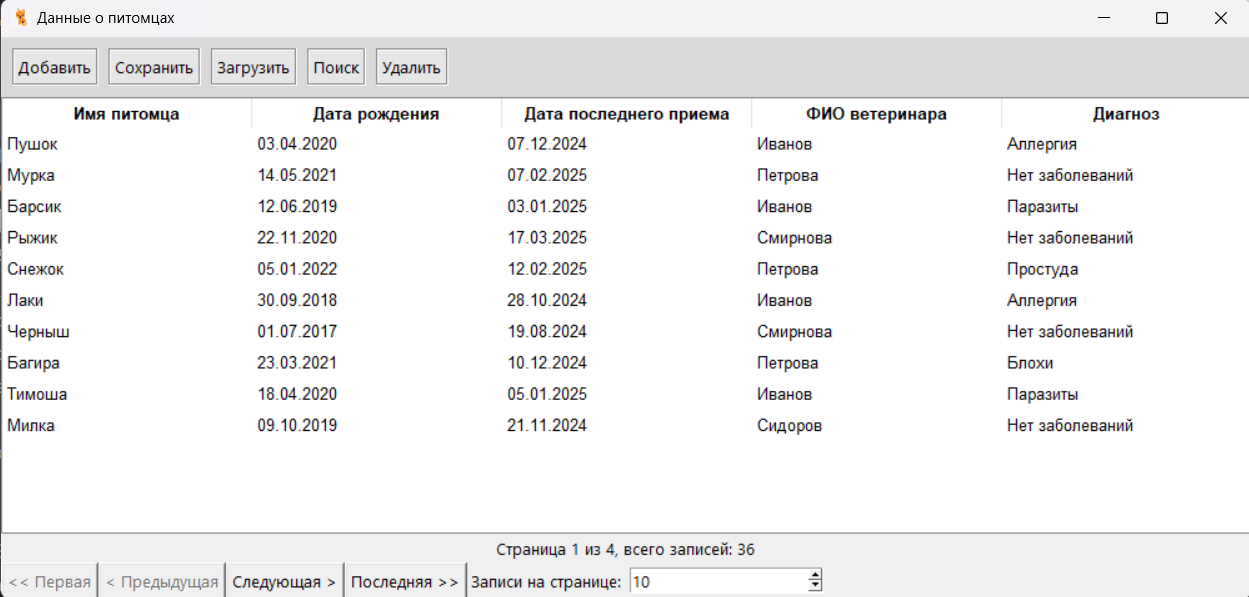 Данные о питомцах
Добавить Сохранить Загрузить Поиск Удалить
Имя питомца Дата рождения Дата последнего приема ФИО ветеринара Диагноз
Пушок 03.04.2020 07.12.2024 Иванов Аллергия
Мурка 14.05.2021 07.02.2025 Петрова Нет заболеваний
Барсик 12.06.2019 03.01.2025 Иванов Паразиты
Рыжик 22.11.2020 17.03.2025 Смирнова Нет заболеваний
Снежок 05.01.2022 12.02.2025 Петрова Простуда
Лаки 30.09.2018 28.10.2024 Иванов Аллергия
Черныш 01.07.2017 19.08.2024 Смирнова Нет заболеваний
Багира 23.03.2021 10.12.2024 Петрова Блохи
Тимоша 18.04.2020 05.01.2025 Иванов Паразиты
Милка 09.10.2019 21.11.2024 Сидоров Нет заболеваний
Страница 1 из 4, всего записей: 36
<< Первая < Предыдущая Следующая > Последняя >> Записи на странице: 10